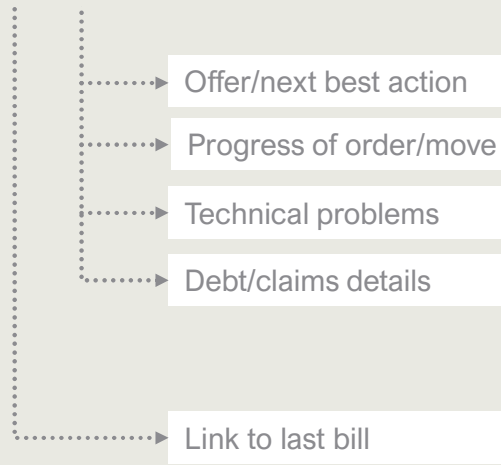 Offer/next best action
Progress of order/move
Technical problems
Debt/claims details
Link to last bill